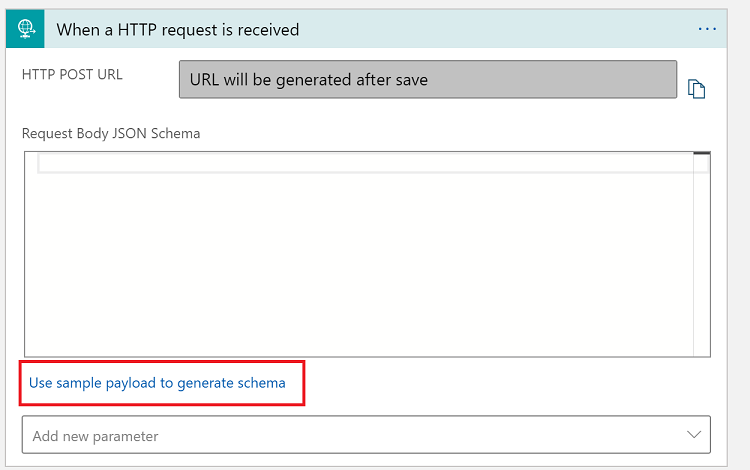 When a HTTP request is received
HTTP POST URL
URL will be generated after save
Request Body JSON Schema
Use sample payload to generate schema
Add new parameter